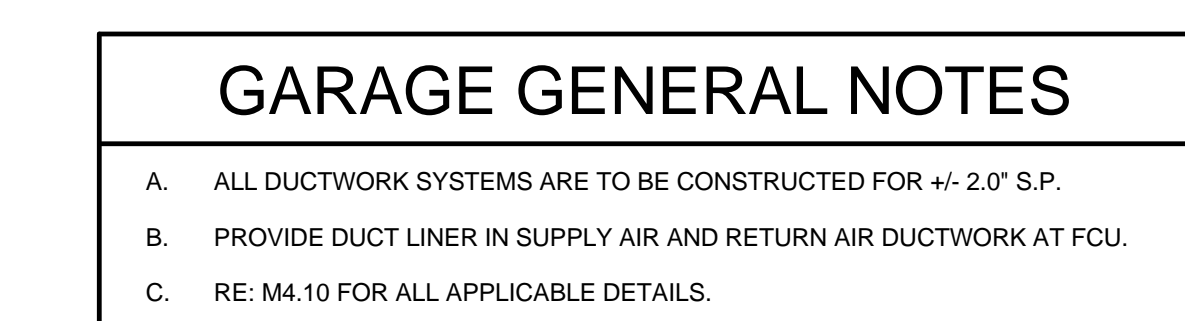 GARAGE GENERAL NOTES
A. ALL DUCTWORK SYSTEMS ARE TO BE CONSTRUCTED FOR +/- 2.0" S.P.
B. PROVIDE DUCT LINER IN SUPPLY AIR AND RETURN AIR DUCTWORK AT FCU.
C. RE: M4.10 FOR ALL APPLICABLE DETAILS.